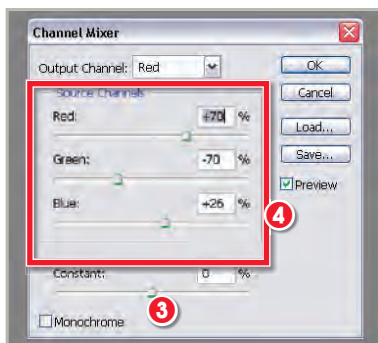 Channel Mixer
Output Channel: Red
OK
Source Channels
Cancel
Red: +70 %
Load...
Green: -70 %
Save...
Preview
Blue: +26 %
4
Constant: 0 %
3
Monochrome